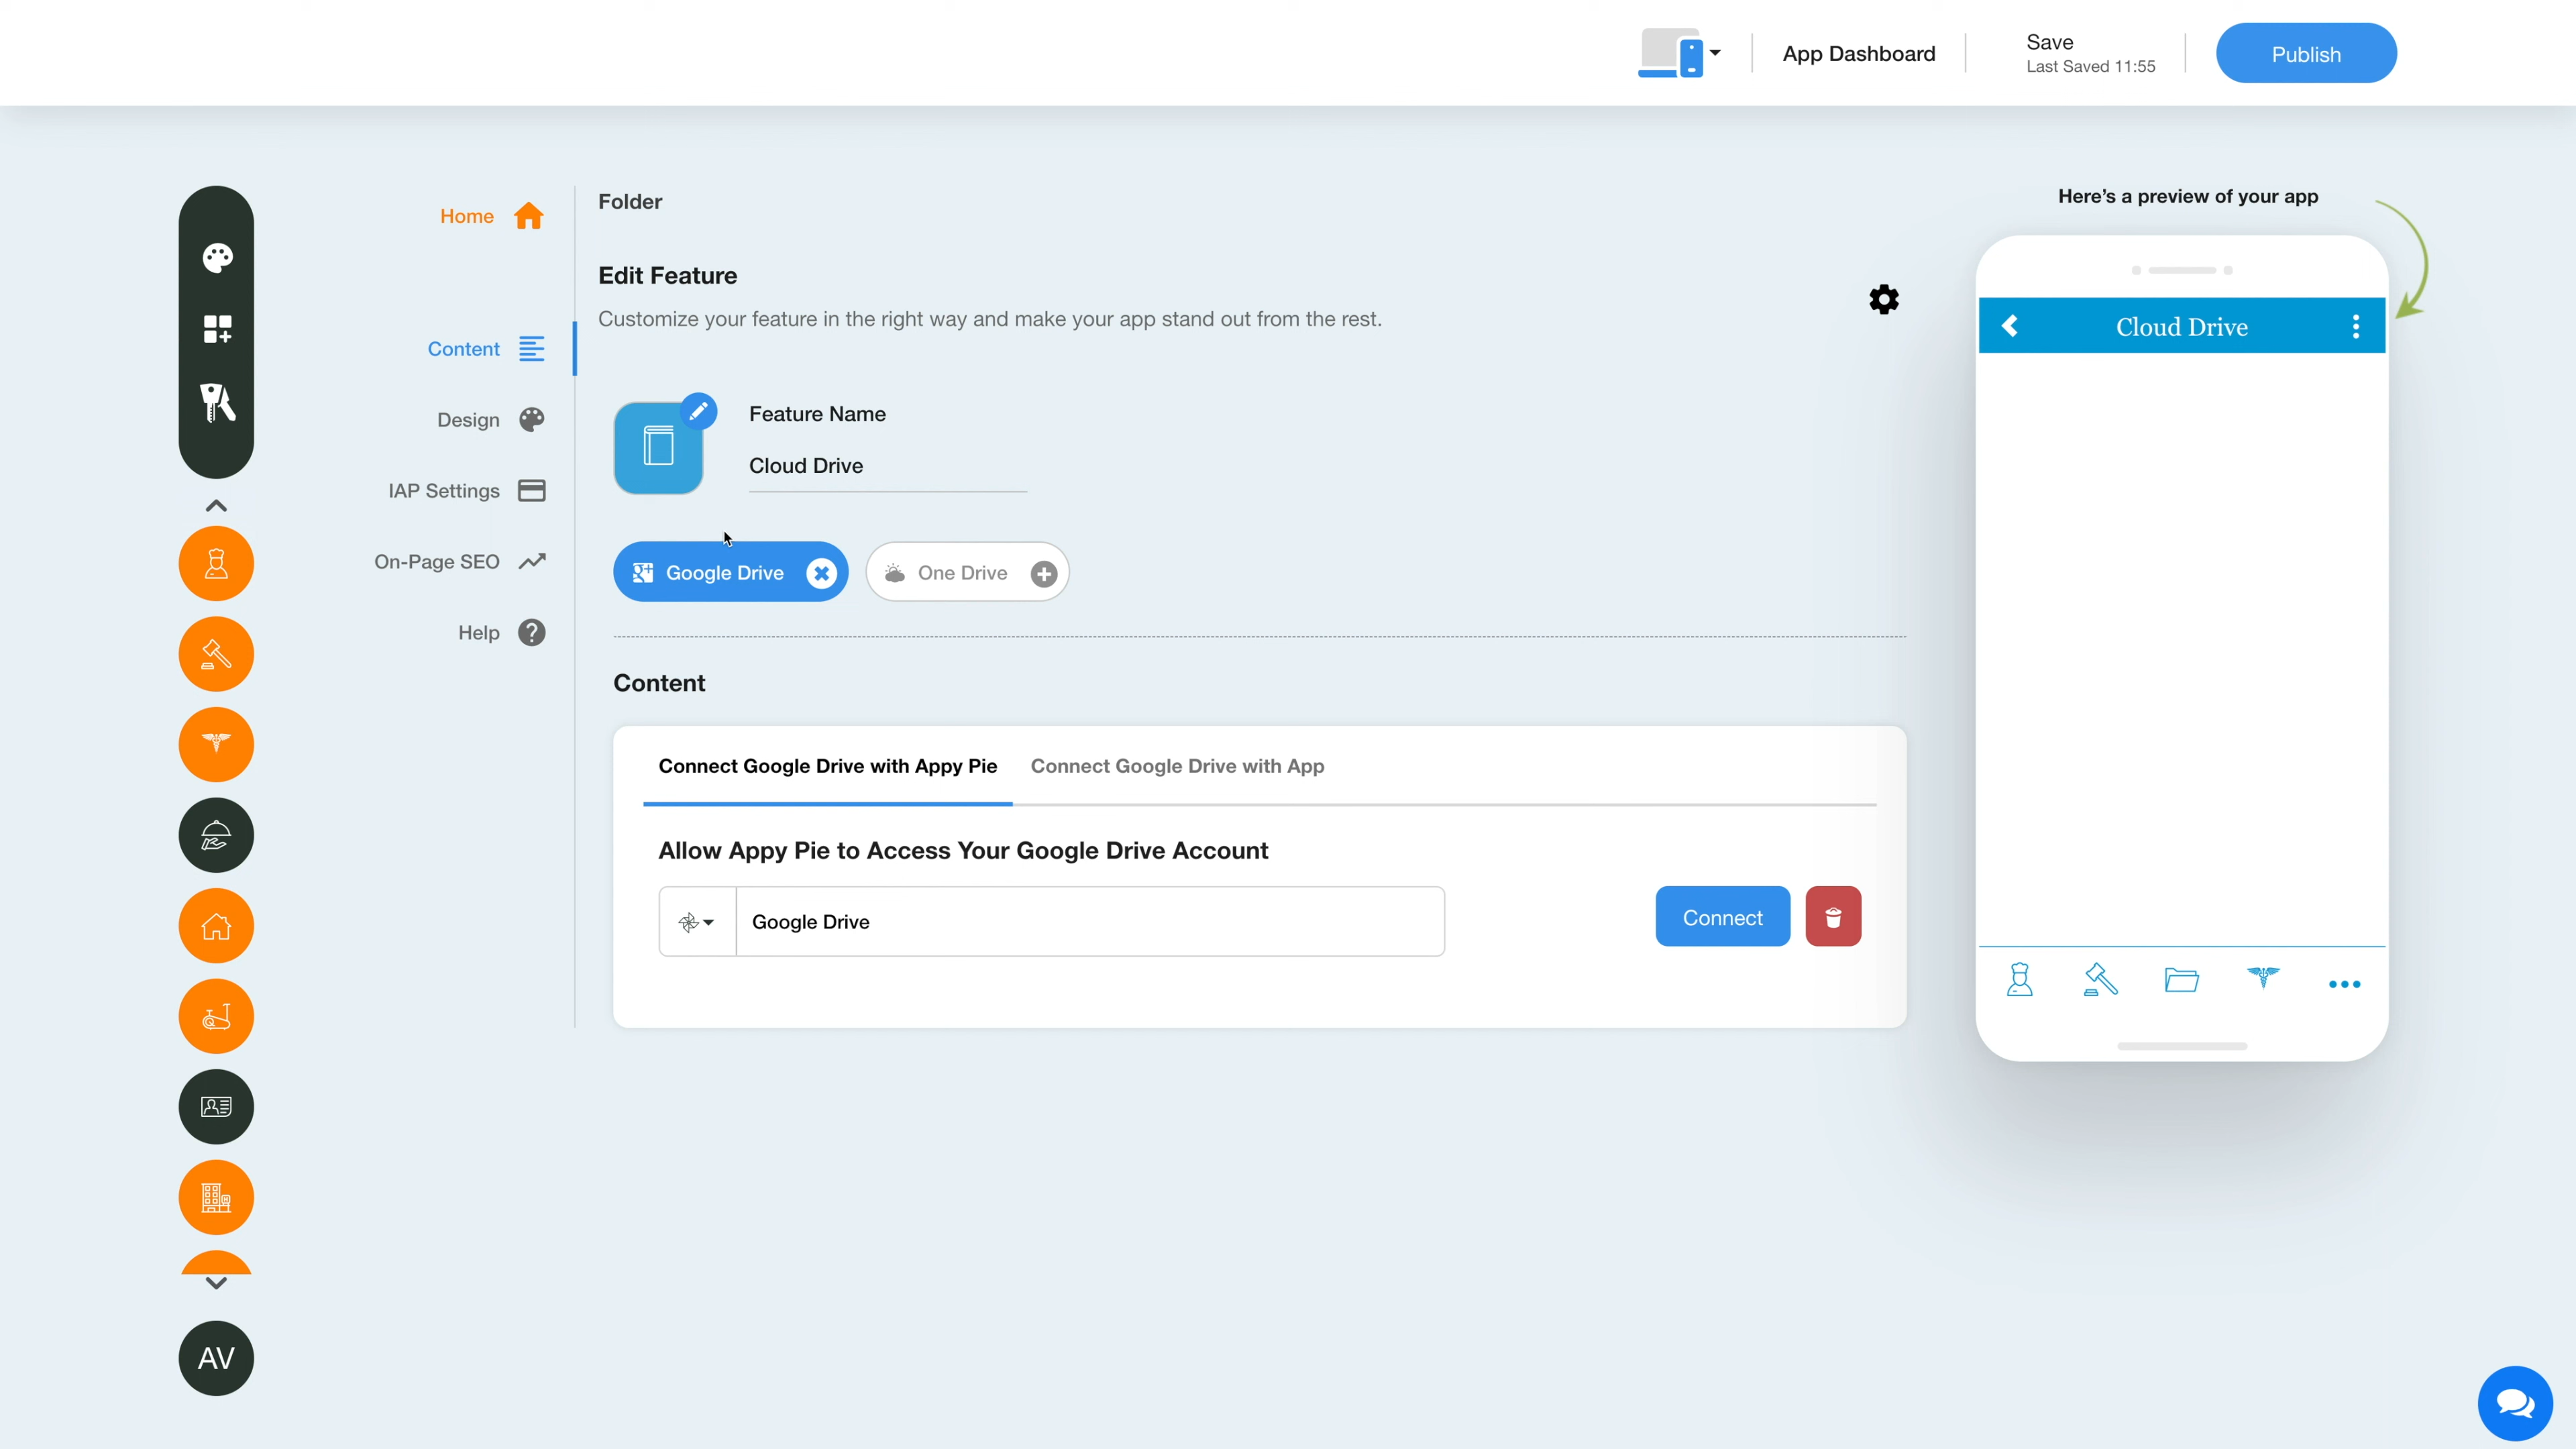 App Dashboard
Save
Last Saved 11:55
Publish
Home
Content
Design
IAP Settings
On-Page SEO
Help
AV
Folder
Edit Feature
Customize your feature in the right way and make your app stand out from the rest.
Feature Name
Cloud Drive
Google Drive
One Drive
Content
Connect Google Drive with Appy Pie
Connect Google Drive with App
Allow Appy Pie to Access Your Google Drive Account
Google Drive
Connect
Here's a preview of your app
Cloud Drive